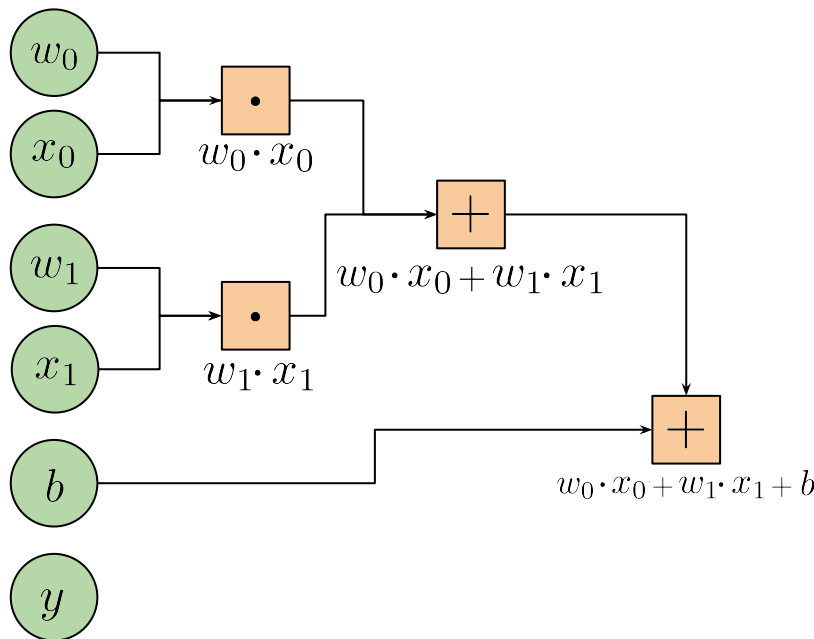 w₀
x₀
·
w₀ · x₀
w₁
x₁
·
w₁ · x₁
+
w₀ · x₀ + w₁ · x₁
b
+
w₀ · x₀ + w₁ · x₁ + b
y